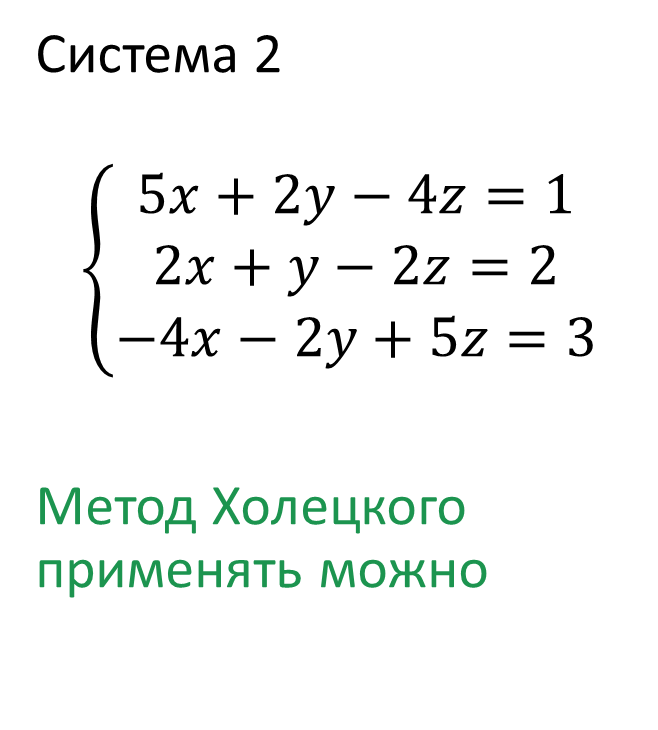 Система 2
5x + 2y − 4z = 1
2x + y − 2z = 2
−4x − 2y + 5z = 3
Метод Холецкого
применять можно